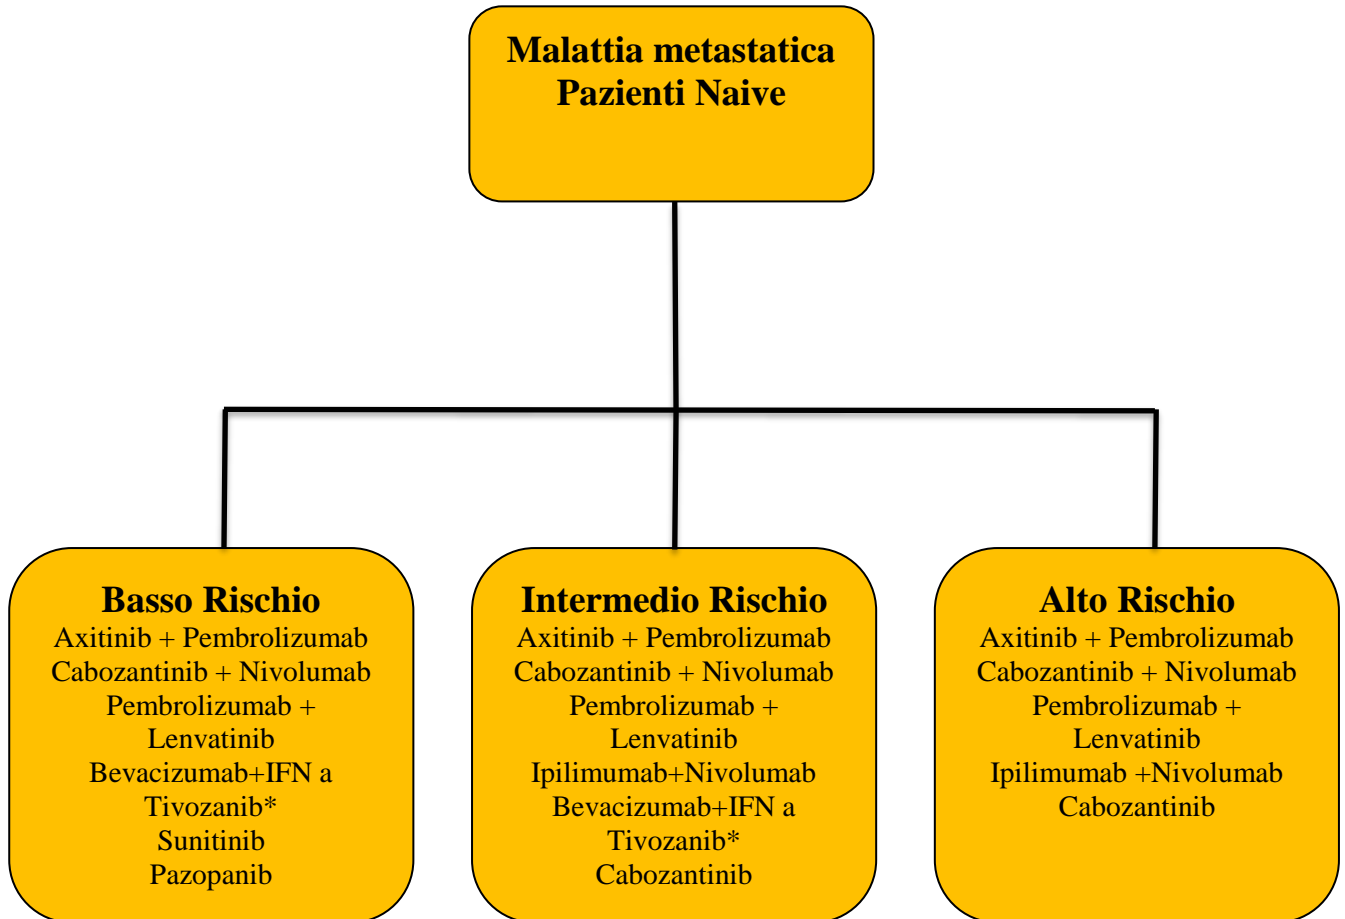 Malattia metastatica
Pazienti Naive
Basso Rischio
Axitinib + Pembrolizumab
Cabozantinib + Nivolumab
Pembrolizumab +
Lenvatinib
Bevacizumab+IFN a
Tivozanib*
Sunitinib
Pazopanib
Intermedio Rischio
Axitinib + Pembrolizumab
Cabozantinib + Nivolumab
Pembrolizumab +
Lenvatinib
Ipilimumab+Nivolumab
Bevacizumab+IFN a
Tivozanib*
Cabozantinib
Alto Rischio
Axitinib + Pembrolizumab
Cabozantinib + Nivolumab
Pembrolizumab +
Lenvatinib
Ipilimumab +Nivolumab
Cabozantinib